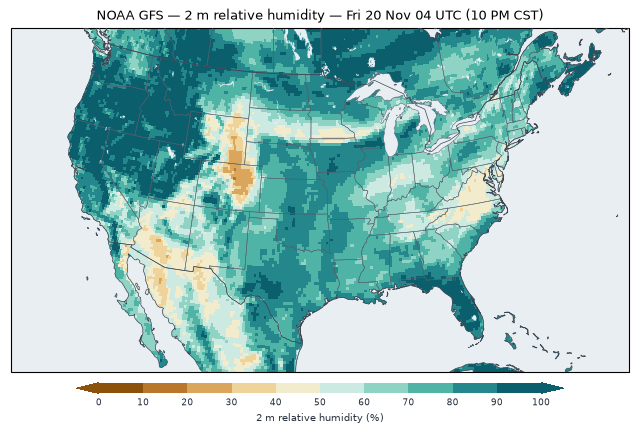 NOAA GFS — 2 m relative humidity — Fri 20 Nov 04 UTC (10 PM CST)
0 10 20 30 40 50 60 70 80 90 100
2 m relative humidity (%)